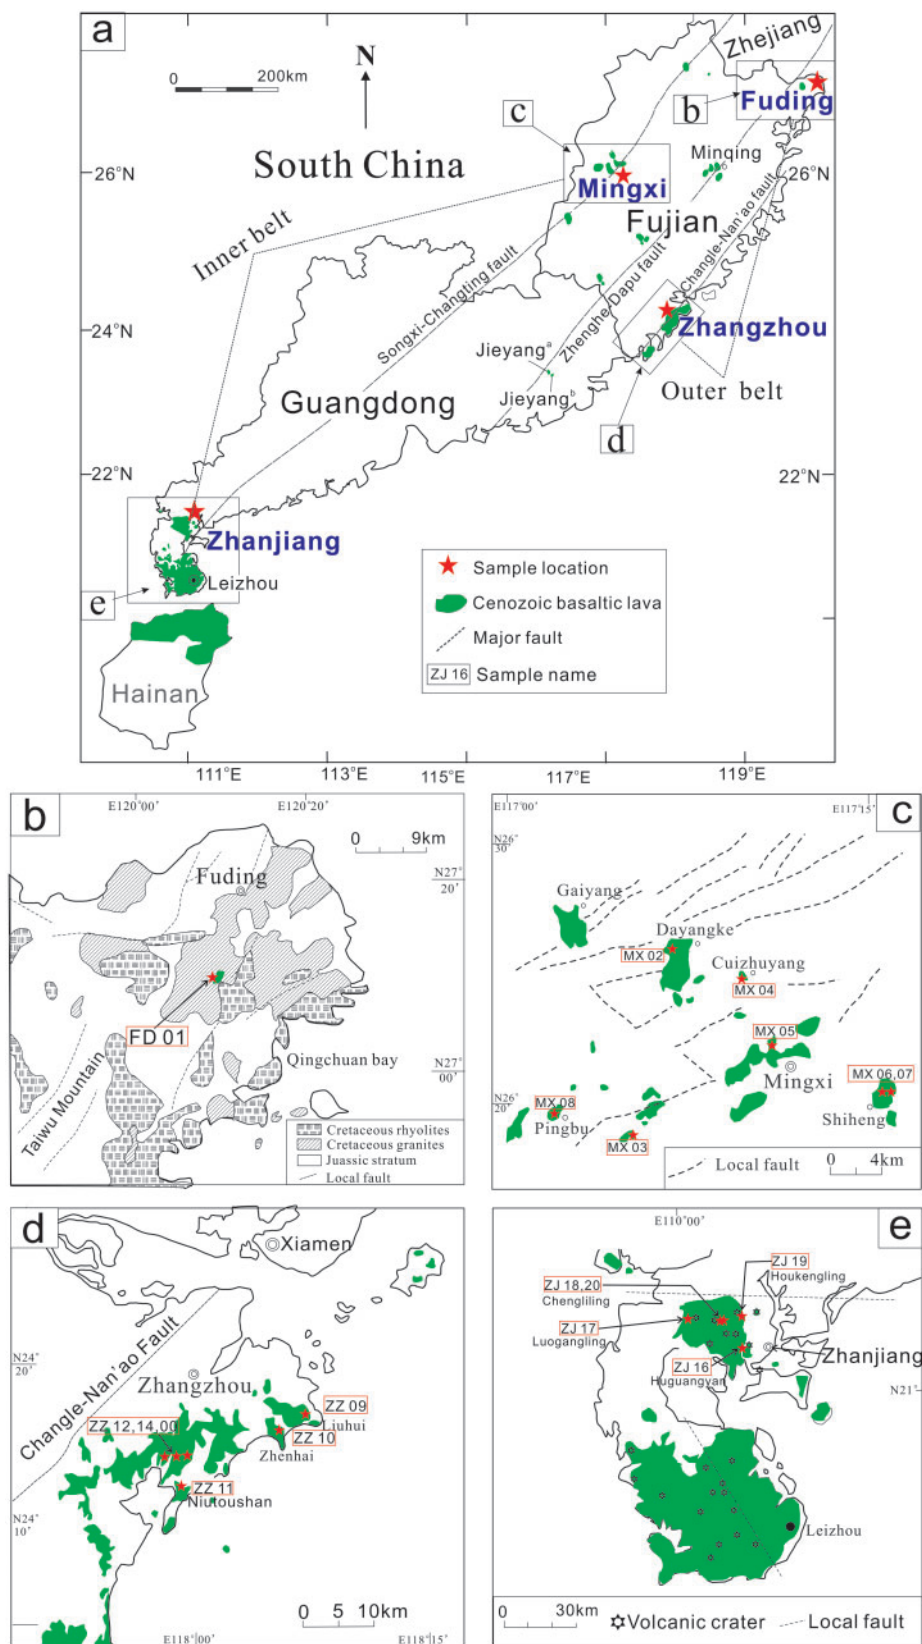 a
Zhejiang
0
200km
N
b
Fuding
c
South China
Minqing
26°N
26°N
Mingxi
Fujian
Inner belt
Changle-Nan'ao fault
Songxi-Changting fault
Zhenghe-Dapu fault
24°N
24°N
Zhangzhou
Jieyangᵃ
Jieyangᵇ
Outer belt
Guangdong
d
22°N
22°N
Zhanjiang
Leizhou
e
Sample location
Cenozoic basaltic lava
Major fault
ZJ 16
Sample name
Hainan
111°E
113°E
115°E
117°E
119°E
b
E120°00'
E120°20'
0
9km
N27°
20'
Fuding
FD 01
Qingchuan bay
N27°
00'
Taiwu Mountain
Cretaceous rhyolites
Cretaceous granites
Juassic stratum
Local fault
c
E117°00'
E117°15'
N26°
30'
Gaiyang
Dayangke
MX 02
Cuizhuyang
MX 04
MX 05
Mingxi
MX 06,07
Shiheng
N26°
20'
MX 08
Pingbu
MX 03
Local fault
0
4km
d
Xiamen
Changle-Nan'ao Fault
N24°
20'
Zhangzhou
ZZ 12,14,00
ZZ 09
Liuhui
ZZ 10
Zhenhai
ZZ 11
Niutoushan
N24°
10'
0
5
10km
E118°00'
E118°15'
e
E110°00'
ZJ 19
Houkengling
ZJ 18,20
Chengliling
ZJ 17
Luogangling
ZJ 16
Huguangyan
Zhanjiang
N21°
Leizhou
0
30km
Volcanic crater
Local fault